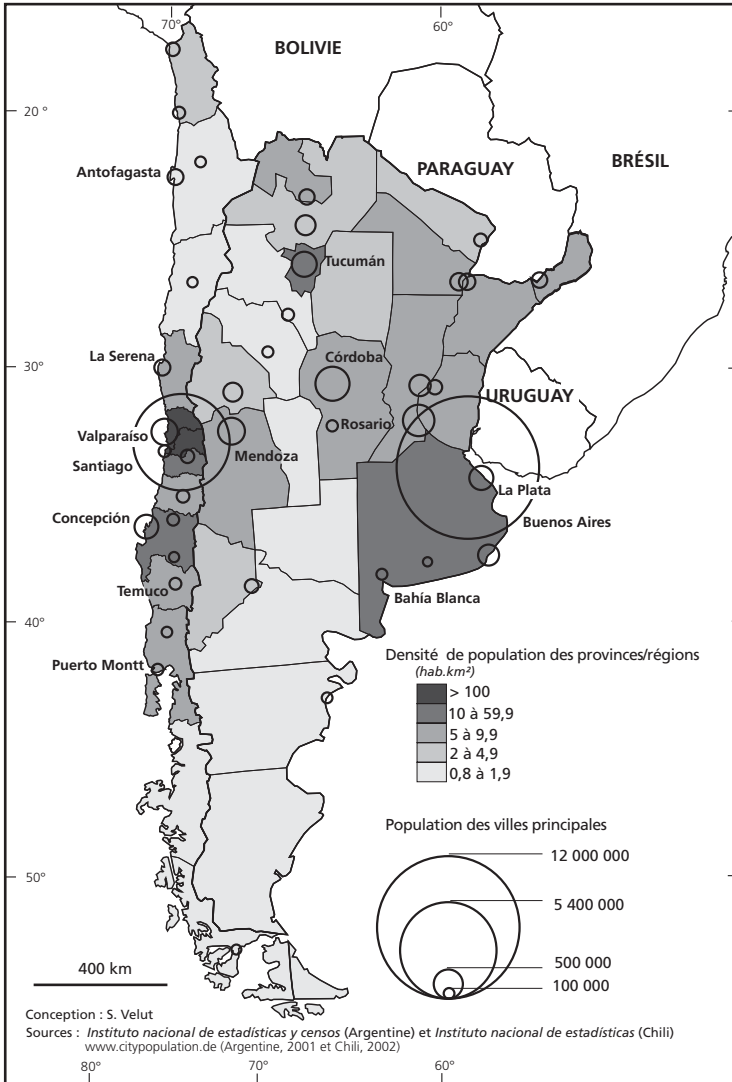 70°
60°
BOLIVIE
20 °
PARAGUAY
BRÉSIL
Antofagasta
Tucumán
30°
La Serena
Córdoba
URUGUAY
Valparaíso
Rosario
Mendoza
Santiago
La Plata
Concepción
Buenos Aires
Temuco
Bahía Blanca
40°
Puerto Montt
Densité de population des provinces/régions
(hab.km²)
> 100
10 à 59,9
5 à 9,9
2 à 4,9
0,8 à 1,9
Population des villes principales
12 000 000
5 400 000
500 000
100 000
50°
400 km
Conception : S. Velut
Sources : Instituto nacional de estadísticas y censos (Argentine) et Instituto nacional de estadísticas (Chili)
www.citypopulation.de (Argentine, 2001 et Chili, 2002)
80°
70°
60°